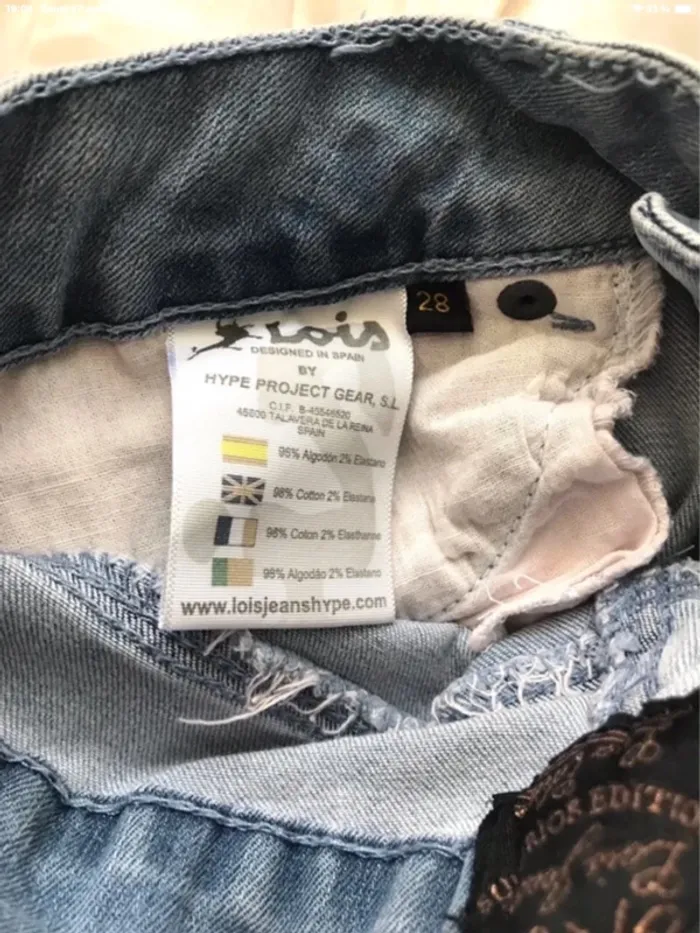 Lois
28
DESIGNED IN SPAIN
BY
HYPE PROJECT GEAR, S.L
C.I.F. B-45546520
45600 TALAVERA DE LA REINA
SPAIN
98% Algodón 2% Elastano
98% Cotton 2% Elastane
98% Coton 2% Elasthanne
98% Algodão 2% Elastano
www.loisjeanshype.com
EDITION